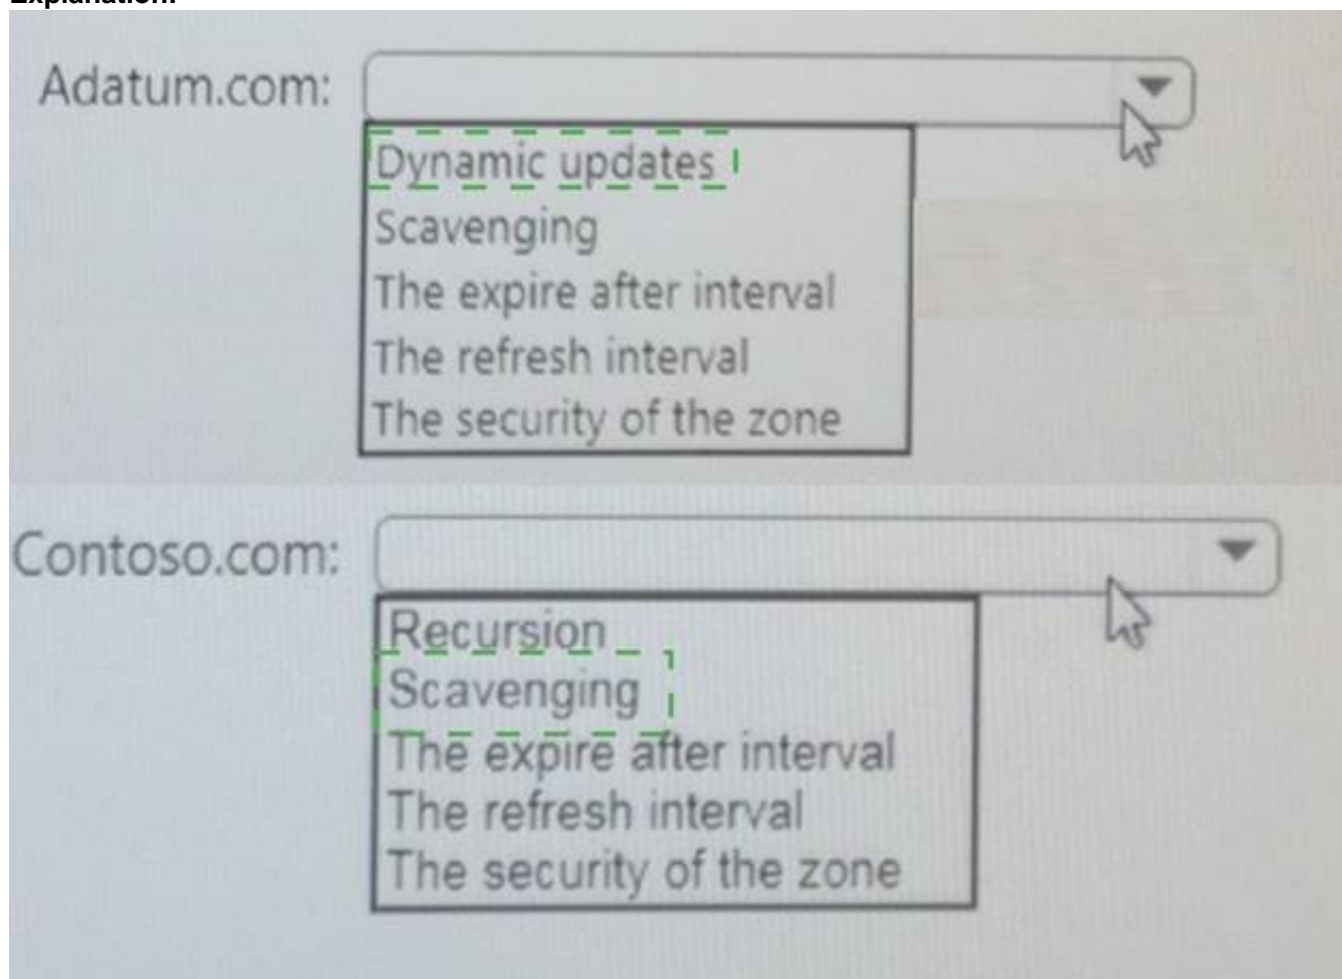 Explanation:
Adatum.com:
Dynamic updates
Scavenging
The expire after interval
The refresh interval
The security of the zone
Contoso.com:
Recursion
Scavenging
The expire after interval
The refresh interval
The security of the zone